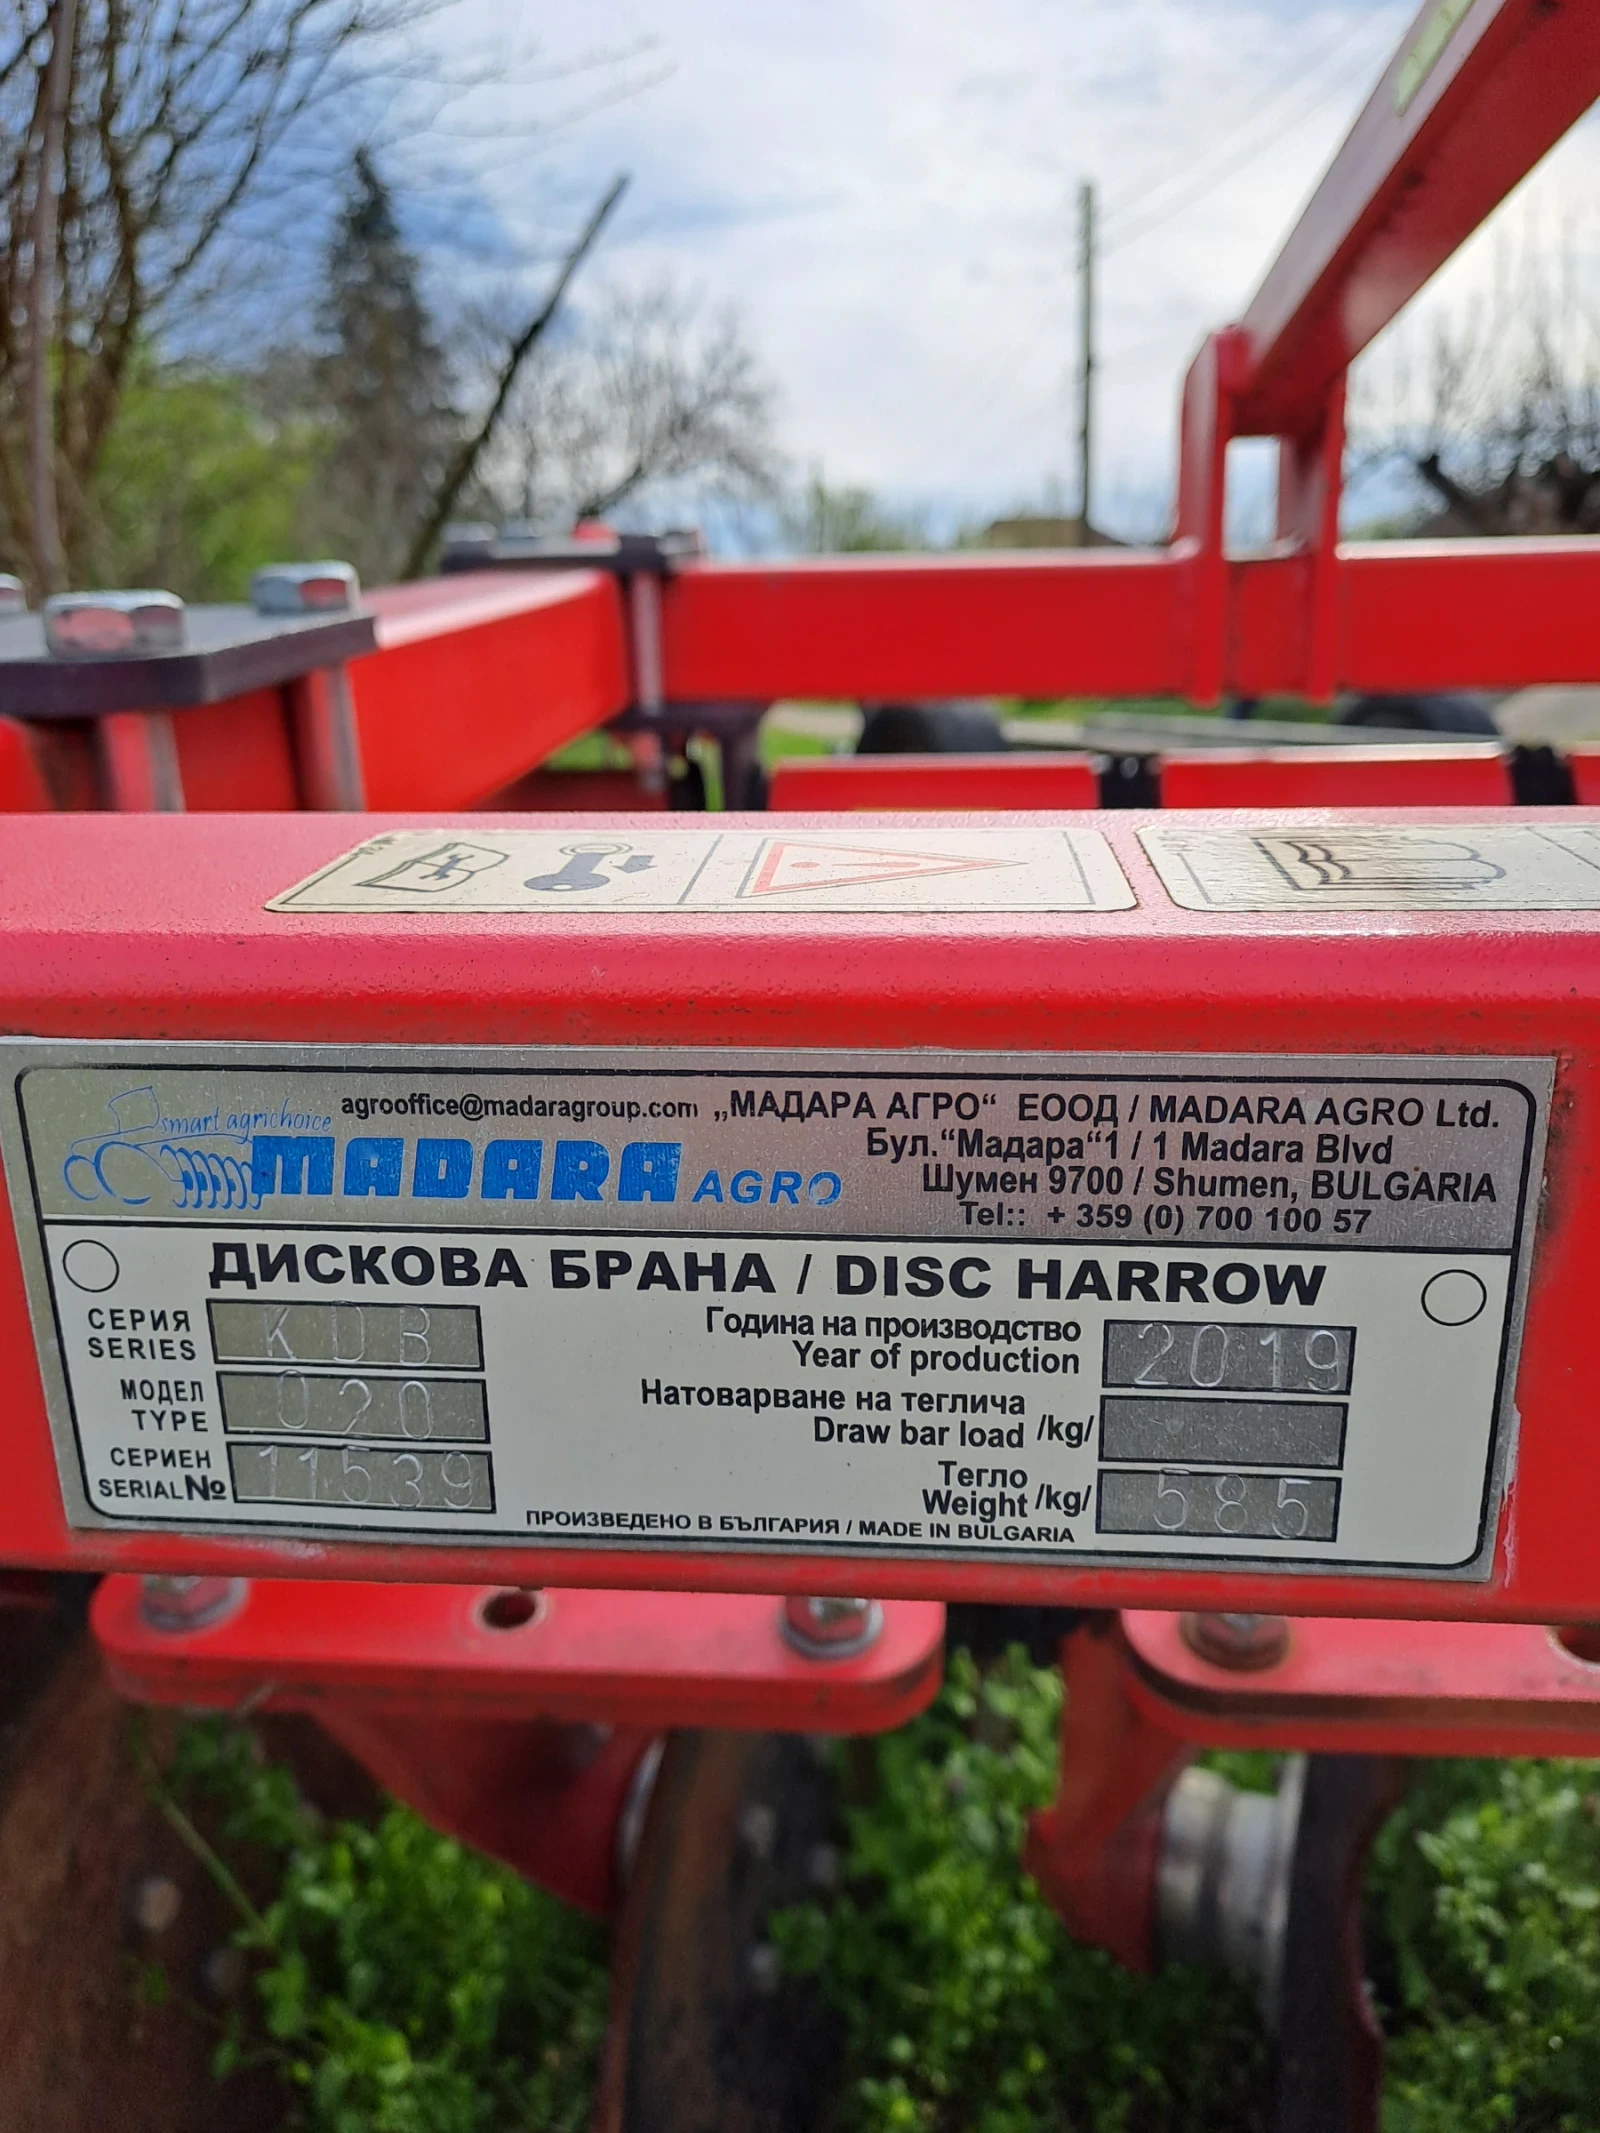 smart agrichoice
agrooffice@madaragroup.com „МАДАРА АГРО“ ЕООД / MADARA AGRO Ltd.
MADARA AGRO
Бул.“Мадара“1 / 1 Madara Blvd
Шумен 9700 / Shumen, BULGARIA
Tel:: + 359 (0) 700 100 57
ДИСКОВА БРАНА / DISC HARROW
СЕРИЯ
SERIES
KDB
Година на производство
Year of production
2019
МОДЕЛ
TYPE
020
Натоварване на теглича
Draw bar load /kg/
СЕРИЕН
SERIAL №
11539
Тегло
Weight /kg/
585
ПРОИЗВЕДЕНО В БЪЛГАРИЯ / MADE IN BULGARIA